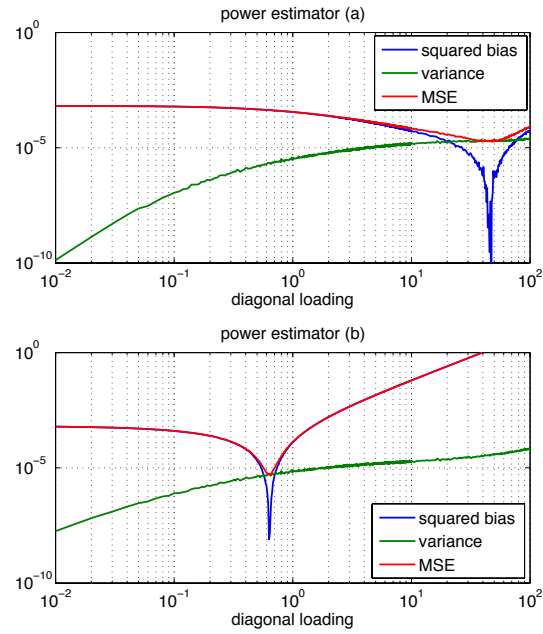 power estimator (a)
10^0
squared bias
variance
MSE
10^-5
10^-10
10^-2
10^-1
10^0
10^1
10^2
diagonal loading
power estimator (b)
10^0
10^-5
squared bias
variance
MSE
10^-10
10^-2
10^-1
10^0
10^1
10^2
diagonal loading